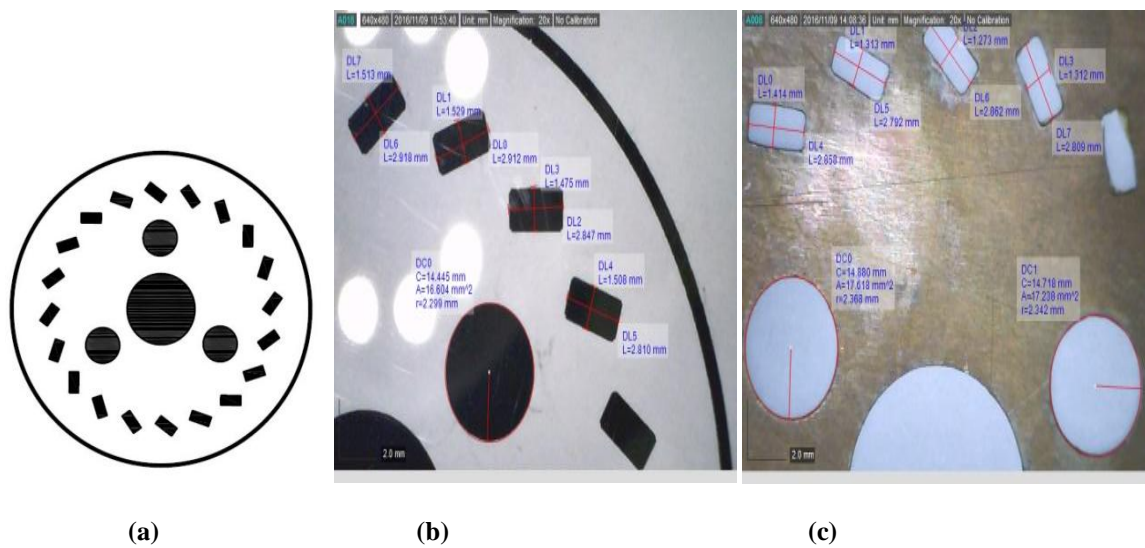 A016 640x480 2016/11/09 10:53:40 Unit: mm Magnification: 20x No Calibration
DL7
L=1.513 mm
DL1
L=1.529 mm
DL6
L=2.918 mm
DL0
L=2.912 mm
DL3
L=1.475 mm
DL2
L=2.847 mm
DC0
C=14.445 mm
A=16.604 mm^2
r=2.299 mm
DL4
L=1.508 mm
DL5
L=2.810 mm
2.0 mm
A006 640x480 2016/11/09 14:08:36 Unit: mm Magnification: 20x No Calibration
DL1
L=1.313 mm
DL2
L=1.273 mm
DL3
L=1.312 mm
DL0
L=1.414 mm
DL5
L=2.792 mm
DL6
L=2.862 mm
DL4
L=2.858 mm
DL7
L=2.809 mm
DC0
C=14.880 mm
A=17.618 mm^2
r=2.368 mm
DC1
C=14.718 mm
A=17.238 mm^2
r=2.342 mm
2.0 mm
(a)
(b)
(c)